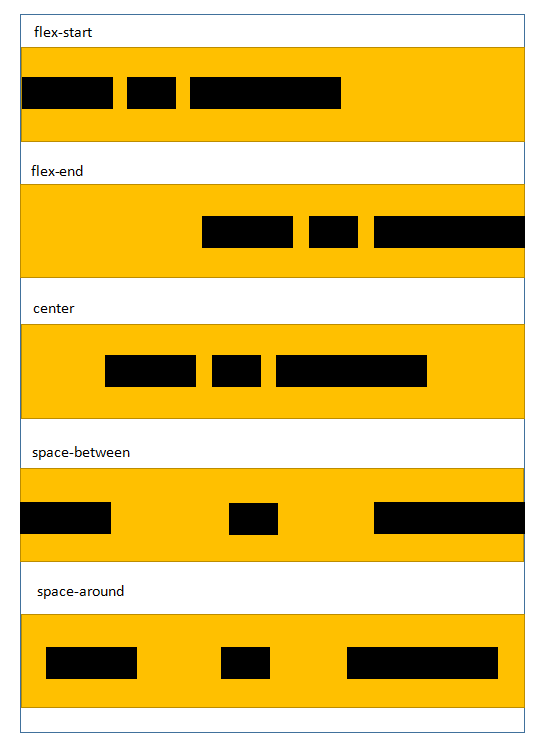 flex-start
flex-end
center
space-between
space-around